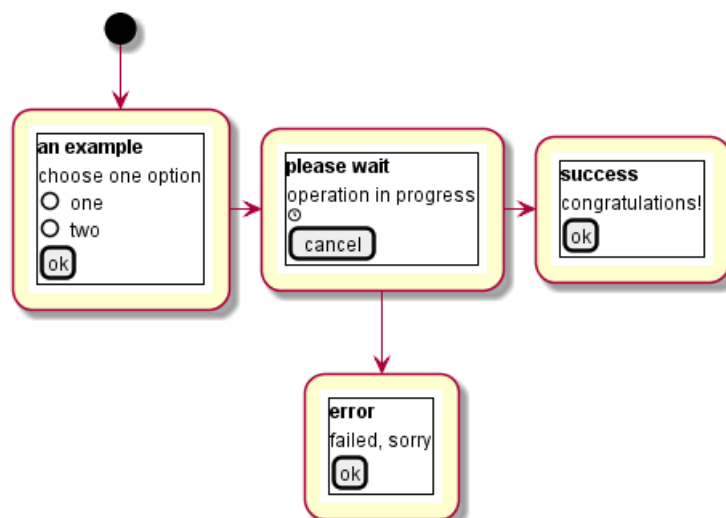 an example
choose one option
one
two
ok
please wait
operation in progress
cancel
success
congratulations!
ok
error
failed, sorry
ok